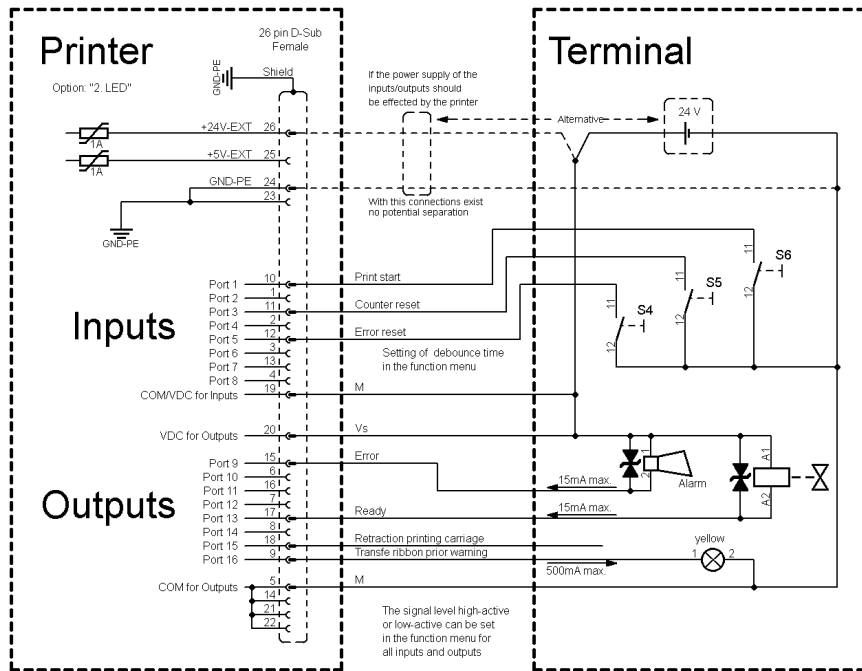 Printer
26 pin D-Sub
Female
Terminal
Shield
GND-PE
Option: "2. LED"
If the power supply of the
inputs/outputs should
be effected by the printer
Alternative
24 V
+24V-EXT 26
1A
+5V-EXT 25
1A
GND-PE 24
23
GND-PE
With this connections exist
no potential separation
Inputs
Port 1 10 Print start
Port 2 1
Port 3 11 Counter reset
Port 4 2
Port 5 12 Error reset
Port 6 3
Port 7 13
Port 8 4
COM/VDC for Inputs 19 M
Setting of debounce time
in the function menu
11 S6 12
11 S5 12
11 S4 12
VDC for Outputs 20 Vs
Outputs
Port 9 15 Error
Port 10 6
Port 11 16
Port 12 7
Port 13 17 Ready
Port 14 8
Port 15 18 Retraction printing carriage
Port 16 9 Transfe ribbon prior warning
15mA max.
1
2
Alarm
A1
A2
15mA max.
yellow
1 2
500mA max.
COM for Outputs 5 M
14
21
22
The signal level high-active
or low-active can be set
in the function menu for
all inputs and outputs